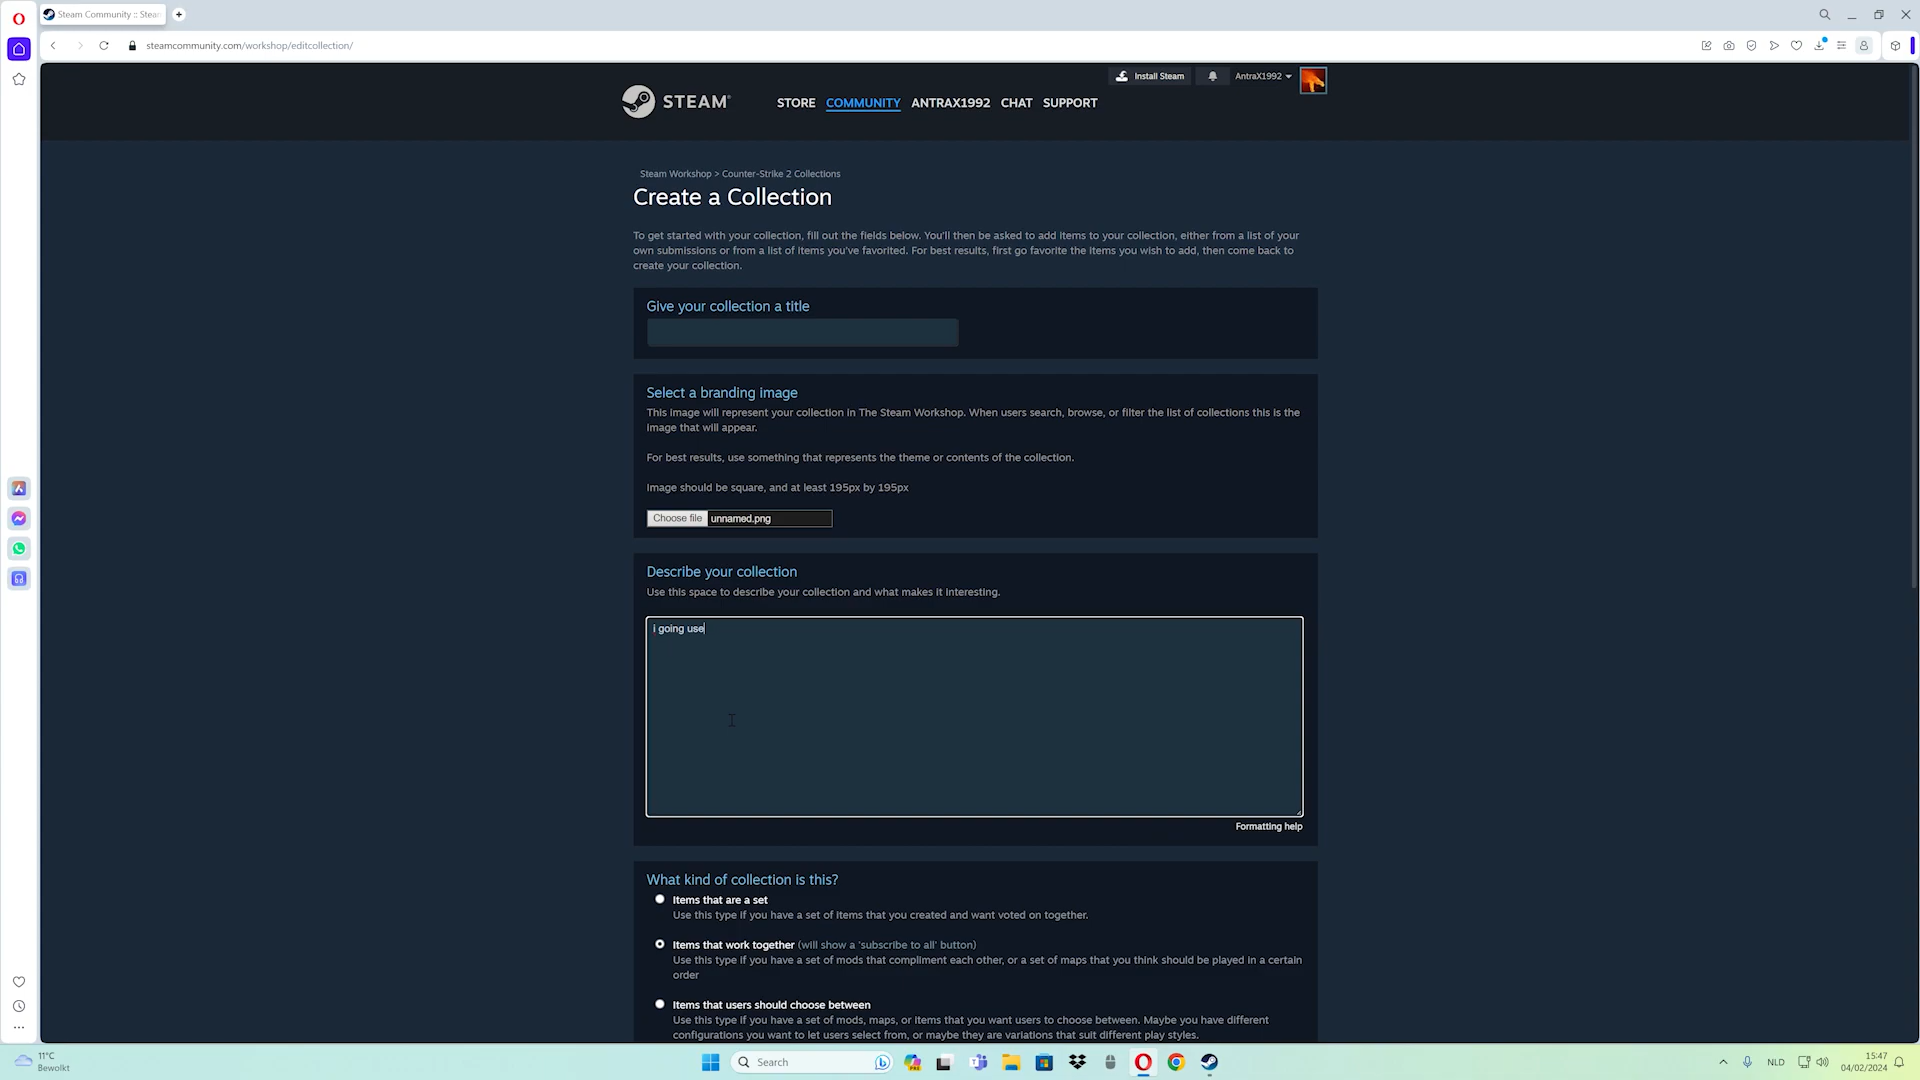 Steam Community :: Stean
steamcommunity.com/workshop/editcollection/
Install Steam
AntraX1992
STEAM®
STORE COMMUNITY ANTRAX1992 CHAT SUPPORT
Steam Workshop > Counter-Strike 2 Collections
Create a Collection
To get started with your collection, fill out the fields below. You'll then be asked to add items to your collection, either from a list of your
own submissions or from a list of items you've favorited. For best results, first go favorite the items you wish to add, then come back to
create your collection.
Give your collection a title
Select a branding image
This image will represent your collection in The Steam Workshop. When users search, browse, or filter the list of collections this is the
image that will appear.
For best results, use something that represents the theme or contents of the collection.
Image should be square, and at least 195px by 195px
Choose file unnamed.png
Describe your collection
Use this space to describe your collection and what makes it interesting.
i going use
Formatting help
What kind of collection is this?
Items that are a set
Use this type if you have a set of items that you created and want voted on together.
Items that work together (will show a 'subscribe to all' button)
Use this type if you have a set of mods that compliment each other, or a set of maps that you think should be played in a certain
order
Items that users should choose between
Use this type if you have a set of mods, maps, or items that you want users to choose between. Maybe you have different
configurations you want to let users select from, or maybe they are variations that suit different play styles.
11°C
Bewolkt
Search
NLD
15:47
04/02/2024